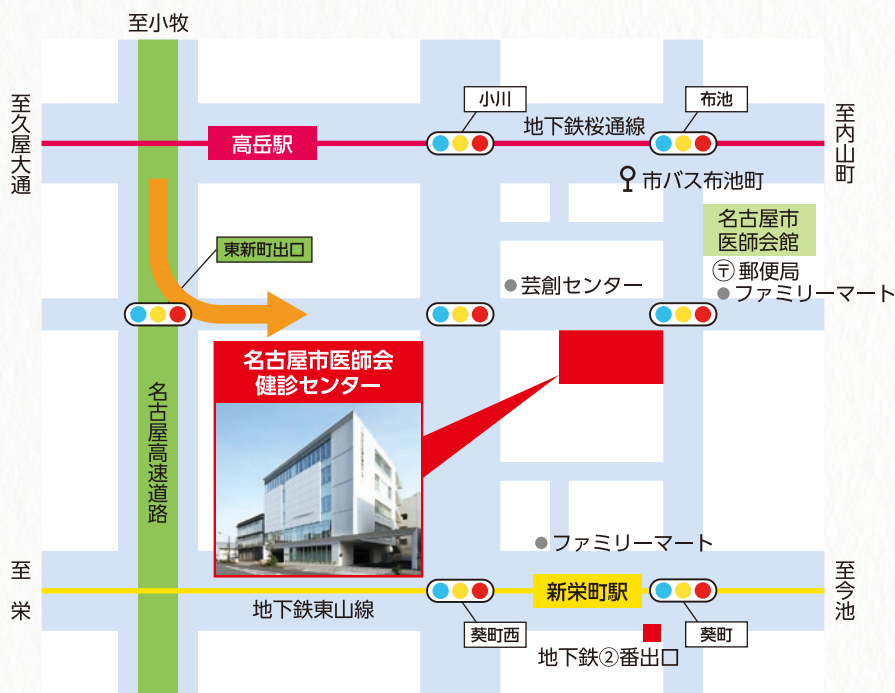 至小牧
至久屋大通
高岳駅
小川
地下鉄桜通線
布池
至内山町
市バス布池町
名古屋市
医師会館
〒郵便局
ファミリーマート
東新町出口
芸創センター
名古屋市医師会
健診センター
名古屋高速道路
ファミリーマート
至 栄
地下鉄東山線
新栄町駅
至今池
葵町西
葵町
地下鉄②番出口